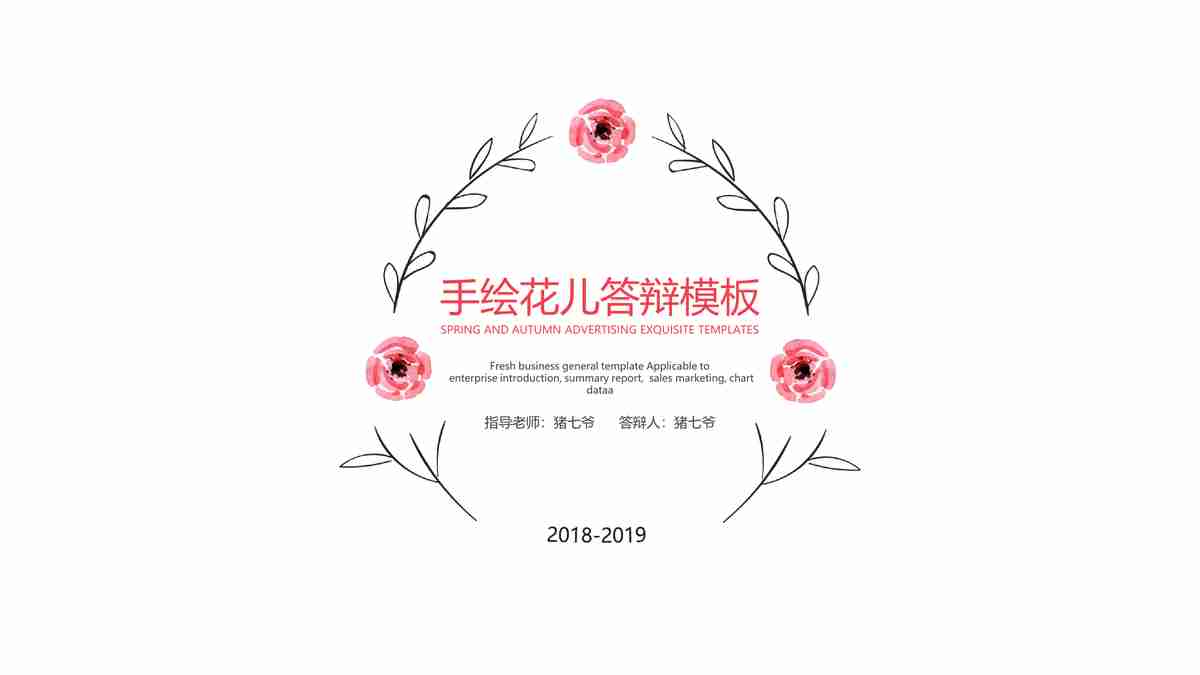 手绘花儿答辩模板
SPRING AND AUTUMN ADVERTISING EXQUISITE TEMPLATES
Fresh business general template Applicable to
enterprise introduction, summary report, sales marketing, chart
dataa
指导老师：猪七爷 答辩人：猪七爷
2018-2019